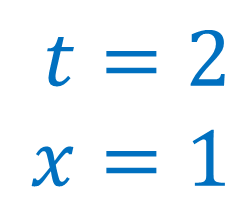 t = 2
x = 1